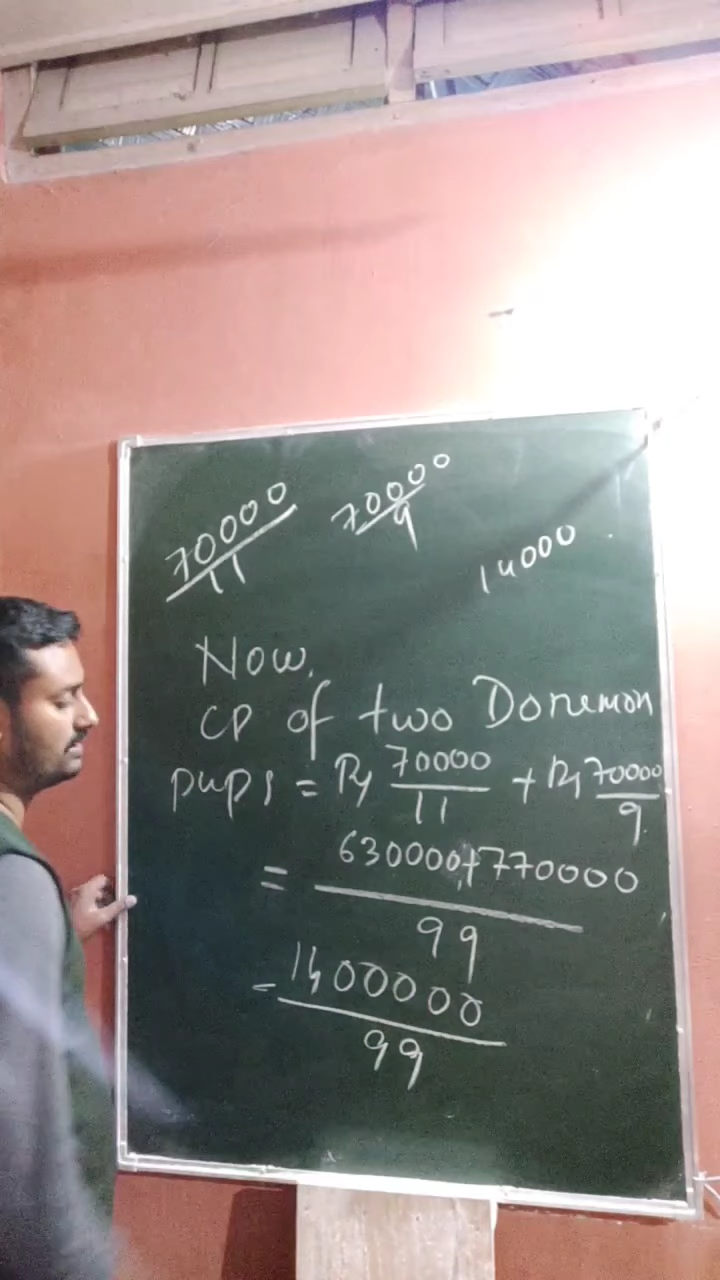 70000/11 70000/9 14000
Now,
CP of two Doremon
pups = Rs 70000/11 + Rs 70000/9
= 630000+770000/99
= 1400000/99